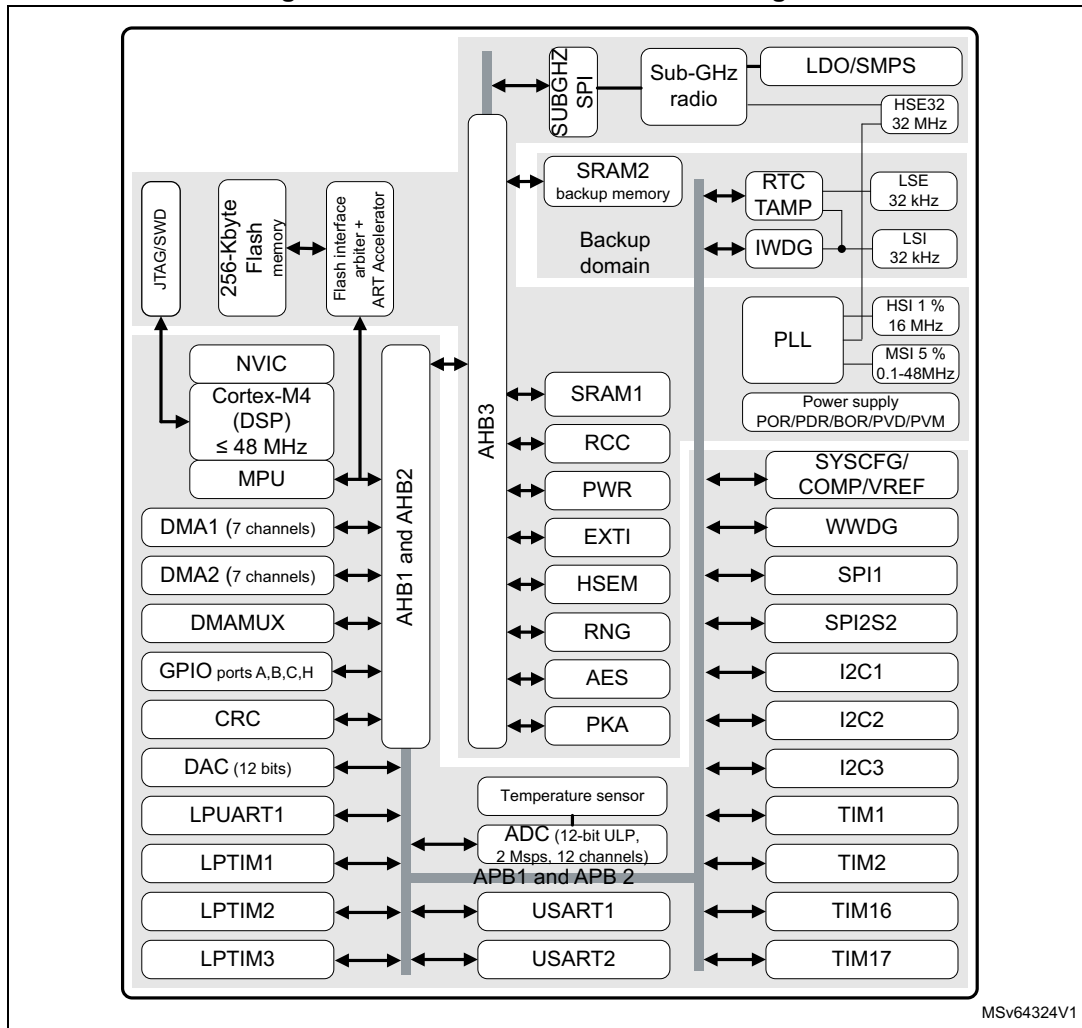 SUBGHZ
SPI
Sub-GHz
radio
LDO/SMPS
HSE32
32 MHz
SRAM2
backup memory
RTC
TAMP
LSE
32 kHz
Backup
domain
IWDG
LSI
32 kHz
JTAG/SWD
256-Kbyte
Flash
memory
Flash interface
arbiter +
ART Accelerator
PLL
HSI 1 %
16 MHz
MSI 5 %
0.1-48MHz
Power supply
POR/PDR/BOR/PVD/PVM
NVIC
Cortex-M4
(DSP)
≤ 48 MHz
MPU
AHB1 and AHB2
AHB3
DMA1 (7 channels)
DMA2 (7 channels)
DMAMUX
GPIO ports A,B,C,H
CRC
DAC (12 bits)
LPUART1
LPTIM1
LPTIM2
LPTIM3
SRAM1
RCC
PWR
EXTI
HSEM
RNG
AES
PKA
Temperature sensor
ADC (12-bit ULP,
2 Msps, 12 channels)
APB1 and APB 2
USART1
USART2
SYSCFG/
COMP/VREF
WWDG
SPI1
SPI2S2
I2C1
I2C2
I2C3
TIM1
TIM2
TIM16
TIM17
MSv64324V1